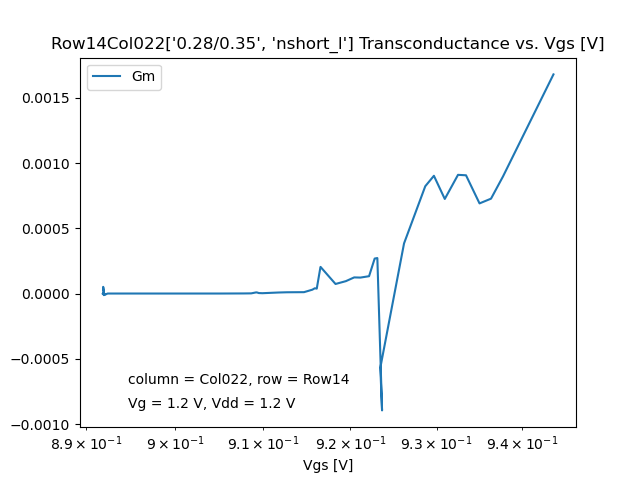 Row14Col022['0.28/0.35', 'nshort_l'] Transconductance vs. Vgs [V]
Gm
0.0015
0.0010
0.0005
0.0000
−0.0005
−0.0010
column = Col022, row = Row14
Vg = 1.2 V, Vdd = 1.2 V
8.9 × 10⁻¹ 9 × 10⁻¹ 9.1 × 10⁻¹ 9.2 × 10⁻¹ 9.3 × 10⁻¹ 9.4 × 10⁻¹
Vgs [V]